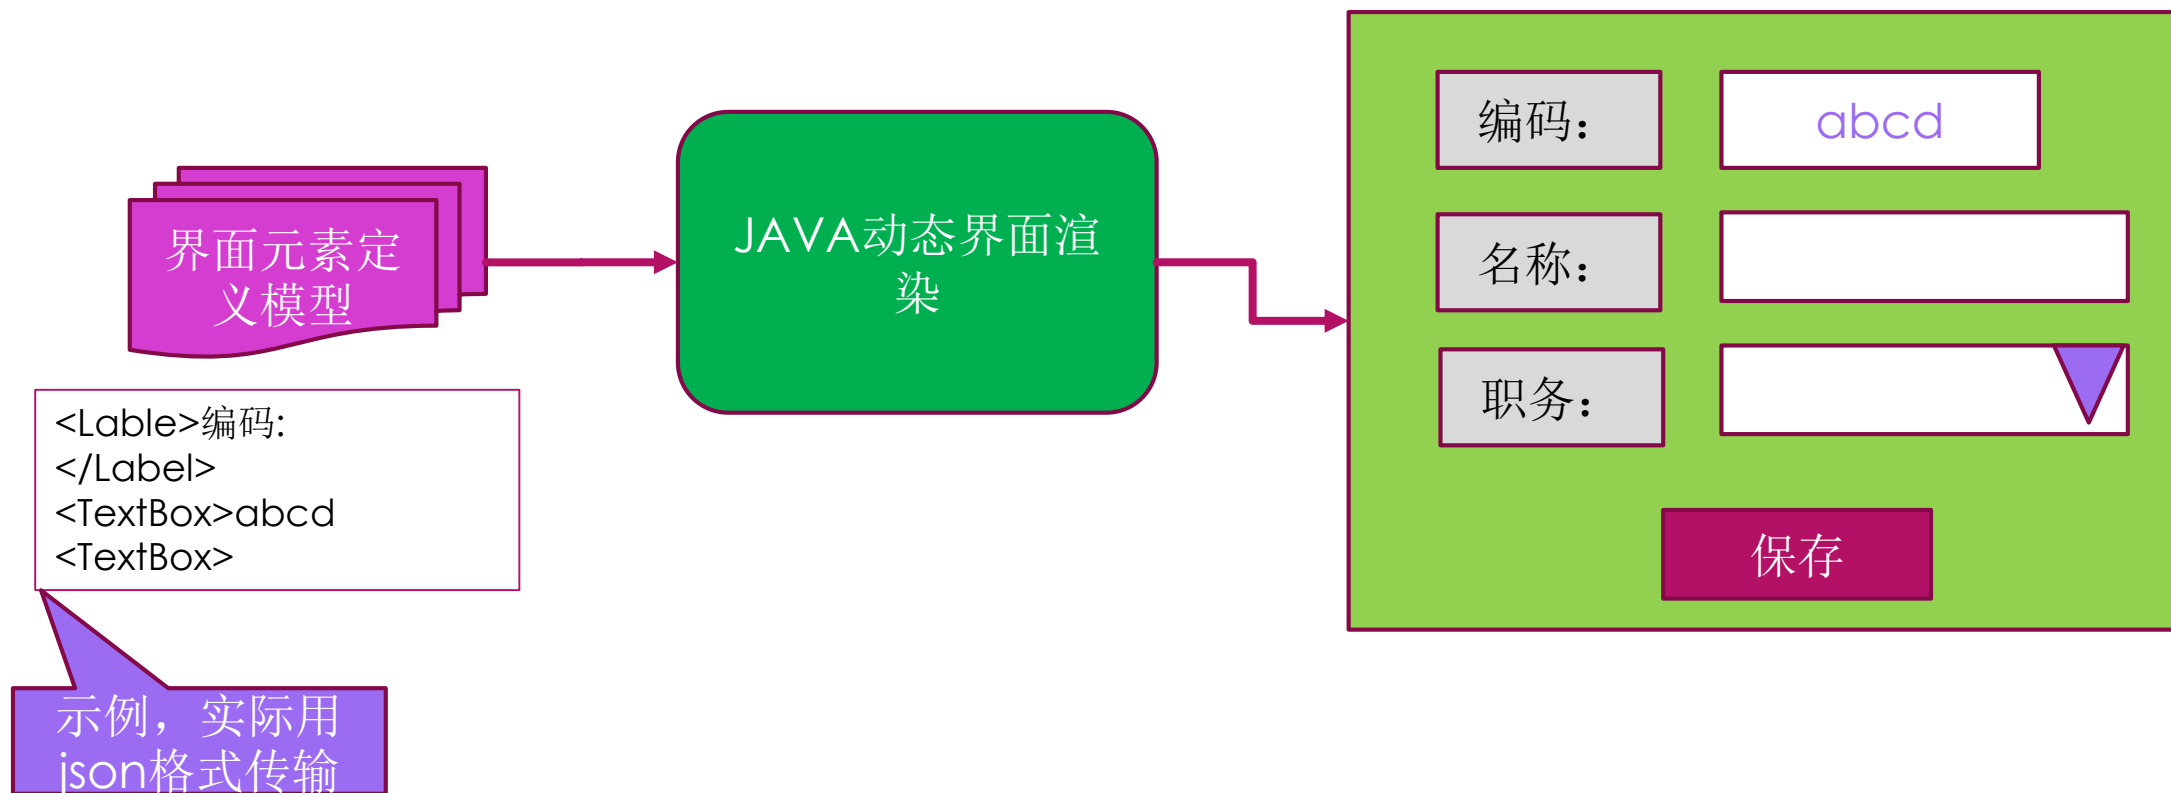 界面元素定
义模型
<Lable>编码:
</Label>
<TextBox>abcd
<TextBox>
示例，实际用
json格式传输
JAVA动态界面渲
染
编码：
abcd
名称：
职务：
保存